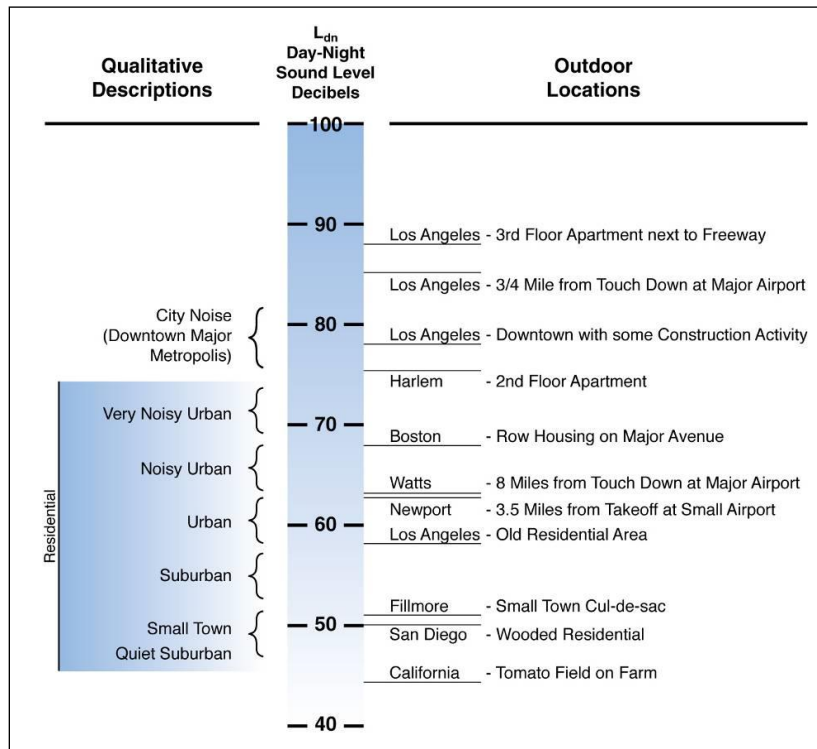 Qualitative
Descriptions
Ldn
Day-Night
Sound Level
Decibels
Outdoor
Locations
100
90
80
70
60
50
40
City Noise
(Downtown Major
Metropolis)
Very Noisy Urban
Noisy Urban
Urban
Suburban
Small Town
Quiet Suburban
Residential
Los Angeles - 3rd Floor Apartment next to Freeway
Los Angeles - 3/4 Mile from Touch Down at Major Airport
Los Angeles - Downtown with some Construction Activity
Harlem - 2nd Floor Apartment
Boston - Row Housing on Major Avenue
Watts - 8 Miles from Touch Down at Major Airport
Newport - 3.5 Miles from Takeoff at Small Airport
Los Angeles - Old Residential Area
Fillmore - Small Town Cul-de-sac
San Diego - Wooded Residential
California - Tomato Field on Farm